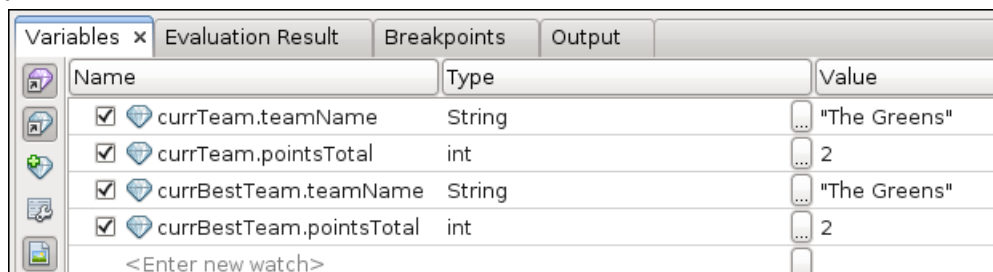 Variables × Evaluation Result Breakpoints Output
Name Type Value
currTeam.teamName String ... "The Greens"
currTeam.pointsTotal int ... 2
currBestTeam.teamName String ... "The Greens"
currBestTeam.pointsTotal int ... 2
<Enter new watch>